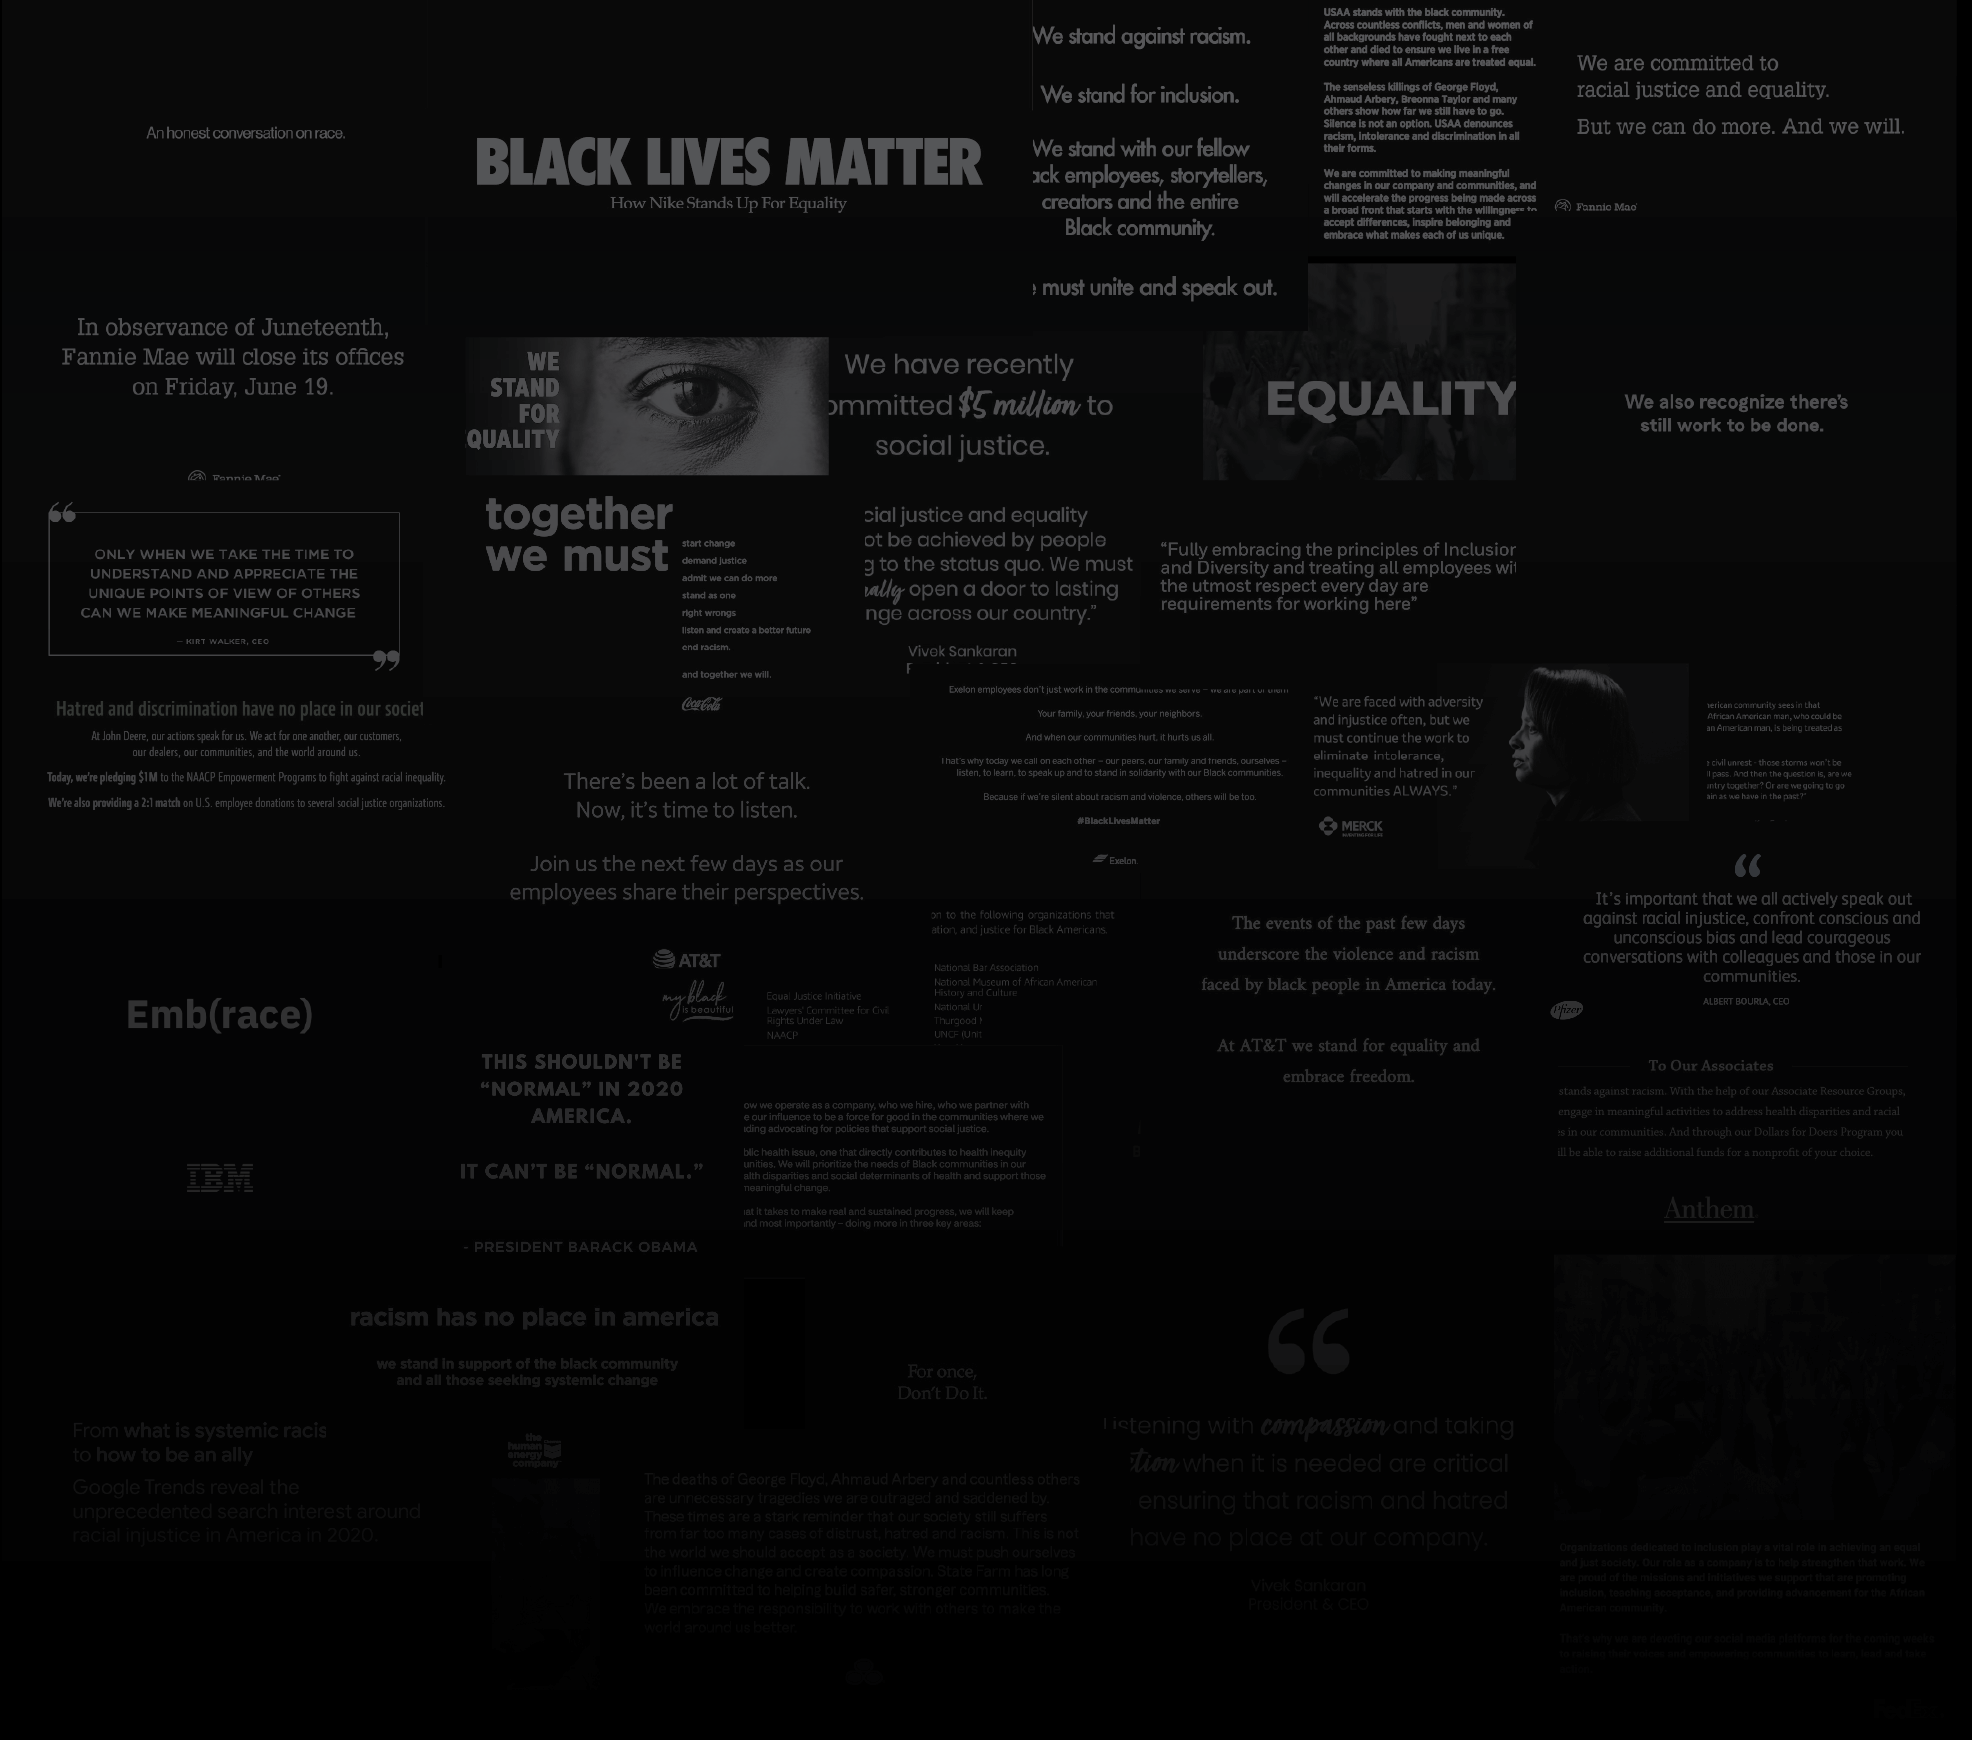 An honest conversation on race.
BLACK LIVES MATTER
How Nike Stands Up For Equality
We stand against racism.
We stand for inclusion.
We stand with our fellow
ack employees, storytellers,
creators and the entire
Black community.
must unite and speak out.
USAA stands with the black community.
Across countless conflicts, men and women of
all backgrounds have fought next to each
other and died to ensure we live in a free
country where all Americans are treated equal.
The senseless killings of George Floyd,
Ahmaud Arbery, Breonna Taylor and many
others show how far we still have to go.
Silence is not an option. USAA denounces
racism, intolerance and discrimination in all
their forms.
We are committed to making meaningful
changes in our company and communities, and
will accelerate the progress being made across
a broad front that starts with the willingness to
accept differences, inspire belonging and
embrace what makes each of us unique.
We are committed to
racial justice and equality.
But we can do more. And we will.
Fannie Mae
In observance of Juneteenth,
Fannie Mae will close its offices
on Friday, June 19.
Fannie Mae
WE
STAND
FOR
QUALITY
We have recently
ommitted $5 million to
social justice.
EQUALITY
We also recognize there's
still work to be done.
“
ONLY WHEN WE TAKE THE TIME TO
UNDERSTAND AND APPRECIATE THE
UNIQUE POINTS OF VIEW OF OTHERS
CAN WE MAKE MEANINGFUL CHANGE
– KIRT WALKER, CEO
”
together
we must
start change
demand justice
admit we can do more
stand as one
right wrongs
listen and create a better future
end racism.
and together we will.
Coca-Cola
cial justice and equality
ot be achieved by people
g to the status quo. We must
nally open a door to lasting
nge across our country.”
Vivek Sankaran
“Fully embracing the principles of Inclusion
and Diversity and treating all employees wit
the utmost respect every day are
requirements for working here”
Hatred and discrimination have no place in our societ
At John Deere, our actions speak for us. We act for one another, our customers,
our dealers, our communities, and the world around us.
Today, we're pledging $1M to the NAACP Empowerment Programs to fight against racial inequality.
We're also providing a 2:1 match on U.S. employee donations to several social justice organizations.
There's been a lot of talk.
Now, it's time to listen.
Join us the next few days as our
employees share their perspectives.
Exelon employees don't just work in the communities we serve – we are part of them
Your family, your friends, your neighbors.
And when our communities hurt, it hurts us all.
That's why today we call on each other – our peers, our family and friends, ourselves –
listen, to learn, to speak up and to stand in solidarity with our Black communities.
Because if we're silent about racism and violence, others will be too.
#BlackLivesMatter
Exelon.
“We are faced with adversity
and injustice often, but we
must continue the work to
eliminate intolerance,
inequality and hatred in our
communities ALWAYS.”
MERCK
INVENTING FOR LIFE
erican community sees in that
African American man, who could be
an American man, is being treated as
civil unrest - those storms won't be
ll pass. And then the question is, are we
untry together? Or are we going to go
ain as we have in the past?”
“
It's important that we all actively speak out
against racial injustice, confront conscious and
unconscious bias and lead courageous
conversations with colleagues and those in our
communities.
ALBERT BOURLA, CEO
Pfizer
Emb(race)
IBM
AT&T
my black
is beautiful
on to the following organizations that
ation, and justice for Black Americans.
Equal Justice Initiative
Lawyers' Committee for Civil
Rights Under Law
NAACP
National Bar Association
National Museum of African American
History and Culture
National U
Thurgood
UNCF (Unit
The events of the past few days
underscore the violence and racism
faced by black people in America today.
At AT&T we stand for equality and
embrace freedom.
THIS SHOULDN'T BE
“NORMAL” IN 2020
AMERICA.
IT CAN'T BE “NORMAL.”
- PRESIDENT BARACK OBAMA
ow we operate as a company, who we hire, who we partner with
e our influence to be a force for good in the communities where we
ding advocating for policies that support social justice.
blic health issue, one that directly contributes to health inequity
unities. We will prioritize the needs of Black communities in our
alth disparities and social determinants of health and support those
meaningful change.
at it takes to make real and sustained progress, we will keep
nd most importantly – doing more in three key areas:
To Our Associates
stands against racism. With the help of our Associate Resource Groups,
engage in meaningful activities to address health disparities and racial
s in our communities. And through our Dollars for Doers Program you
ill be able to raise additional funds for a nonprofit of your choice.
Anthem
racism has no place in america
we stand in support of the black community
and all those seeking systemic change
the
human
energy
company
For once,
Don't Do It.
From what is systemic racis
to how to be an ally
Google Trends reveal the
unprecedented search interest around
racial injustice in America in 2020.
The deaths of George Floyd, Ahmaud Arbery and countless others
are unnecessary tragedies we are outraged and saddened by.
These times are a stark reminder that our society still suffers
from far too many cases of distrust, hatred and racism. This is not
the world we should accept as a society. We must push ourselves
to influence change and create compassion. State Farm has long
been committed to helping build safer, stronger communities.
We embrace the responsibility to work with others to make the
world around us better.
“
Listening with compassion and taking
tion when it is needed are critical
ensuring that racism and hatred
have no place at our company.
Vivek Sankaran
President & CEO
Organizations dedicated to inclusion play a vital role in achieving an equal
and just society. Our role as a company is to help strengthen that work. We
are proud of the missions and initiatives we support that are promoting
inclusion, teaching acceptance, and providing advancement for the African
American community.